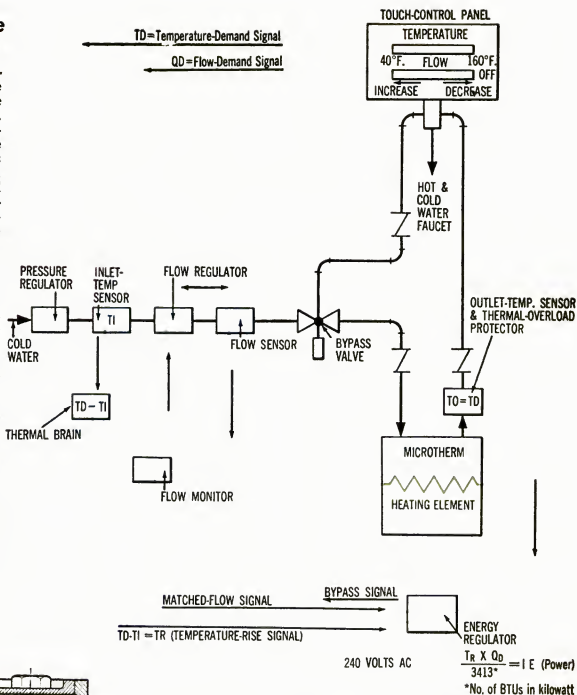 TOUCH-CONTROL PANEL
TEMPERATURE
40°F. FLOW 160°F.
OFF
INCREASE DECREASE
TD=Temperature-Demand Signal
QD=Flow-Demand Signal
HOT &
COLD
WATER
FAUCET
PRESSURE
REGULATOR
INLET-
TEMP
SENSOR
FLOW REGULATOR
TI
COLD
WATER
FLOW SENSOR
BYPASS
VALVE
OUTLET-TEMP. SENSOR
& THERMAL-OVERLOAD
PROTECTOR
TO=TD
TD-TI
THERMAL BRAIN
FLOW MONITOR
MICROTHERM
HEATING ELEMENT
MATCHED-FLOW SIGNAL
BYPASS SIGNAL
TD-TI =TR (TEMPERATURE-RISE SIGNAL)
ENERGY
REGULATOR
240 VOLTS AC
TR X QD
3413*
=I E (Power)
*No. of BTUs in kilowatt